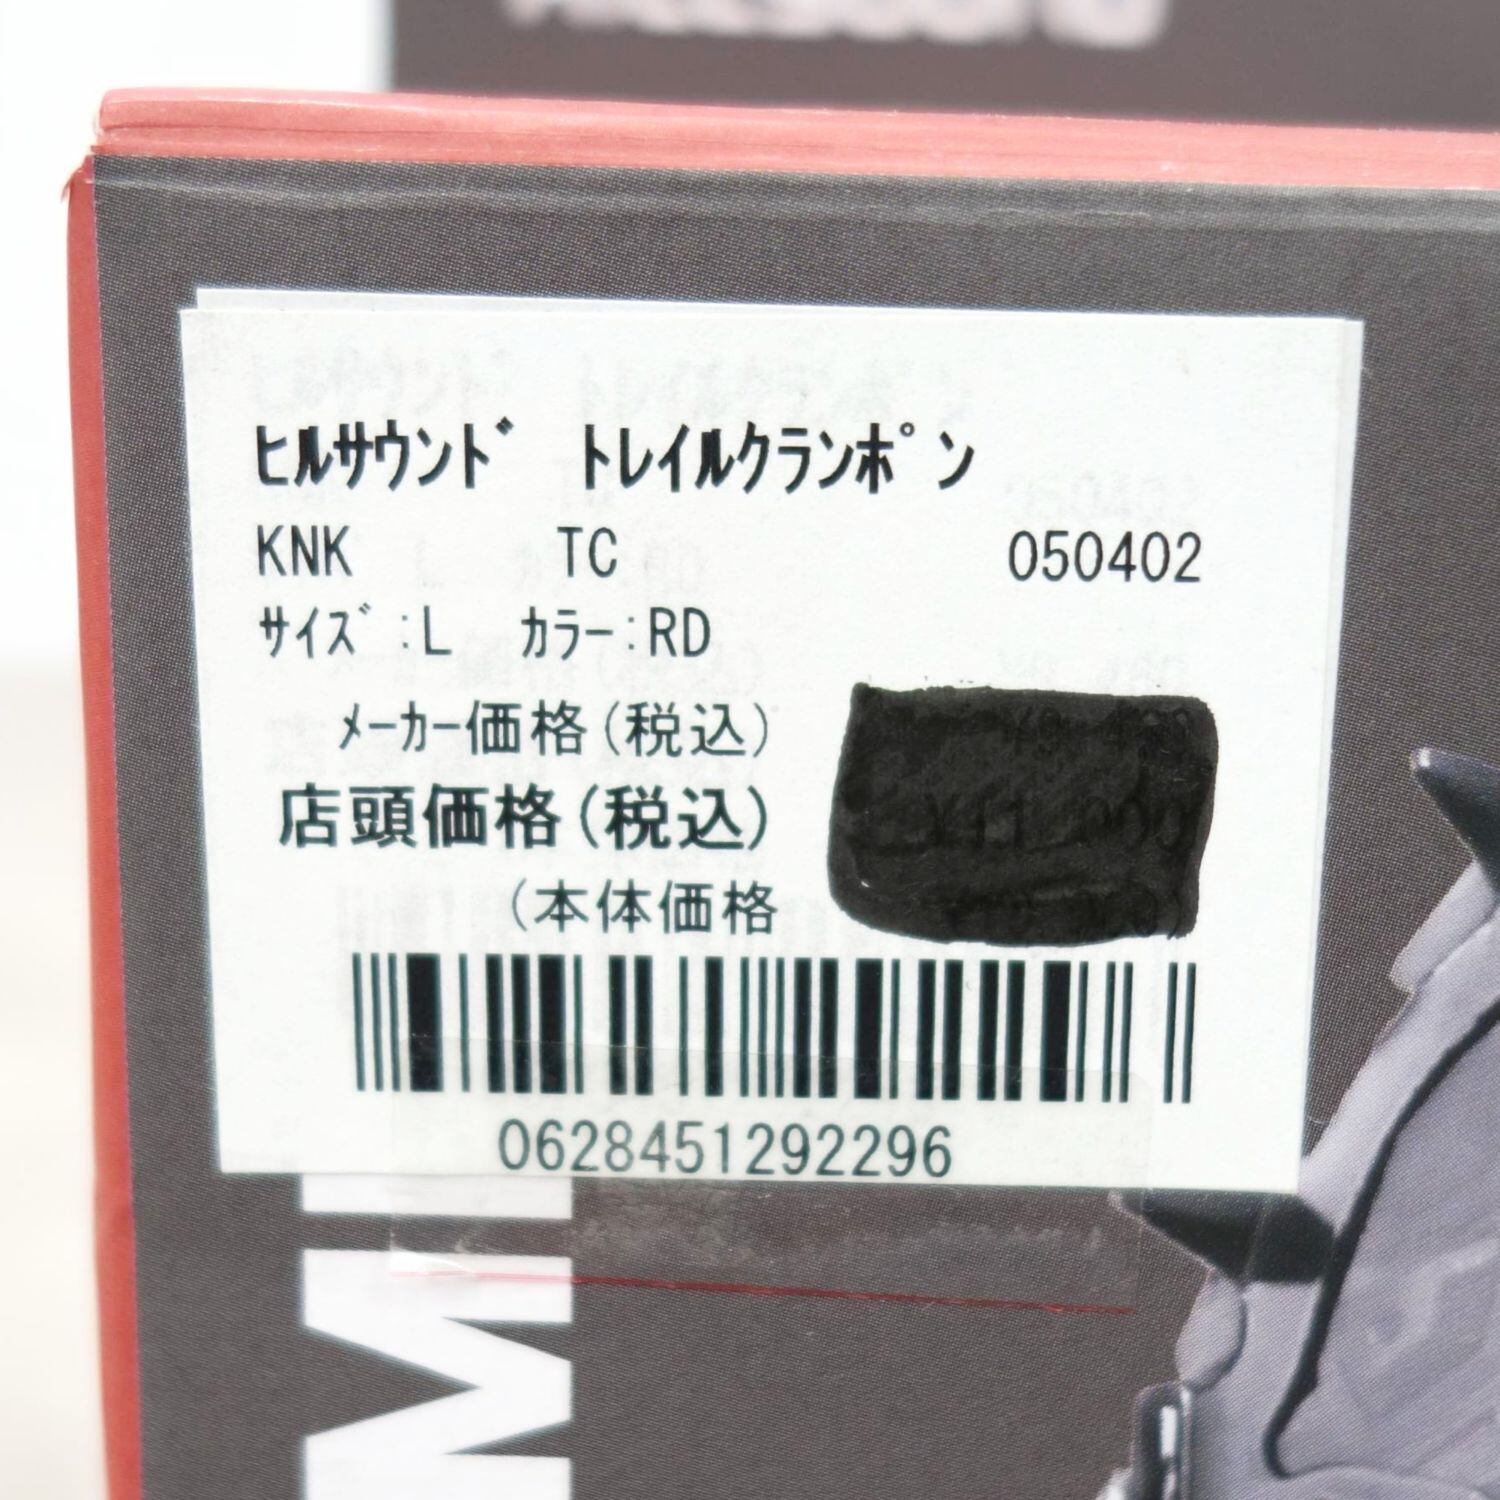 ﾋﾙｻｳﾝﾄﾞ ﾄﾚｲﾙｸﾗﾝﾎﾟﾝ
KNK TC 050402
ｻｲｽﾞ:L ｶﾗｰ:RD
ﾒｰｶｰ価格(税込)
店頭価格(税込)
(本体価格
0628451292296